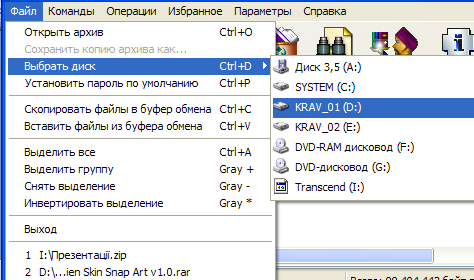 Файл Команды Операции Избранное Параметры Справка
Открыть архив Ctrl+O
Сохранить копию архива как...
Выбрать диск Ctrl+D
Установить пароль по умолчанию Ctrl+P
Скопировать файлы в буфер обмена Ctrl+C
Вставить файлы из буфера обмена Ctrl+V
Выделить все Ctrl+A
Выделить группу Gray +
Снять выделение Gray -
Инвертировать выделение Gray *
Выход
1 I:\Презентації.zip
2 D:\...ien Skin Snap Art v1.0.rar
Диск 3,5 (A:)
SYSTEM (C:)
KRAV_01 (D:)
KRAV_02 (E:)
DVD-RAM дисковод (F:)
DVD-дисковод (G:)
Transcend (I:)